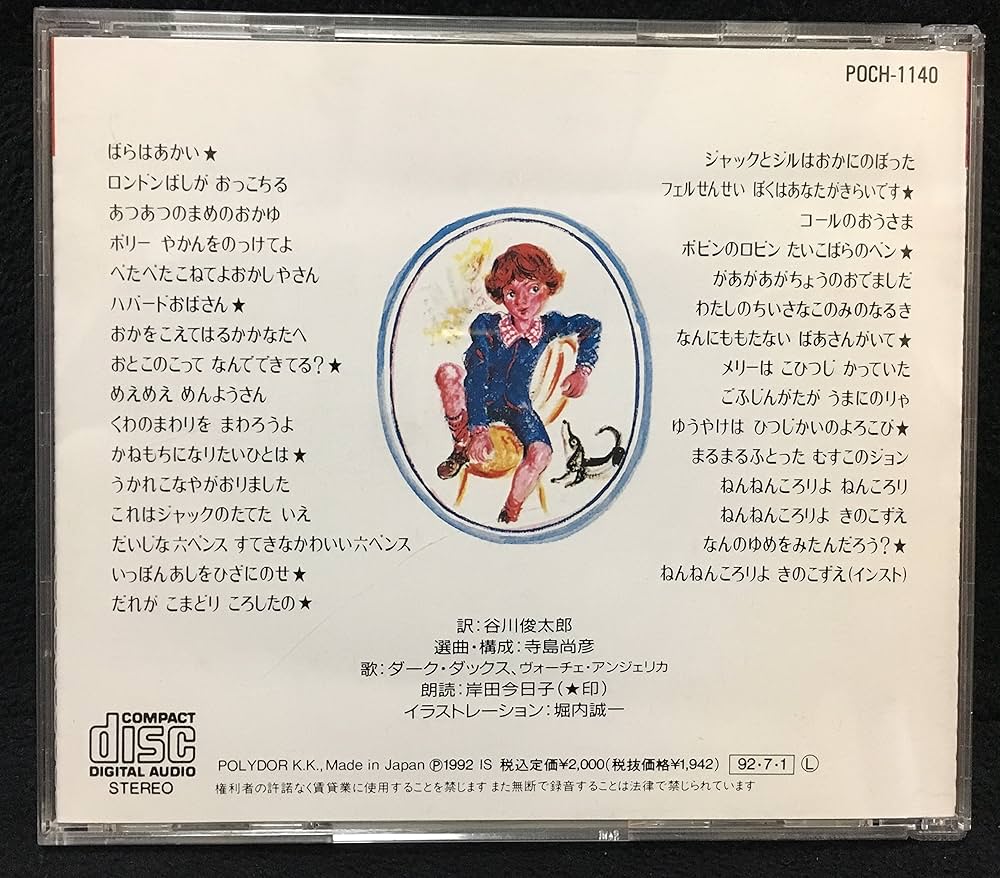 POCH-1140
ばらはあかい★
ロンドンばしが おっこちる
あつあつのまめのおかゆ
ポリー やかんをのっけてよ
ぺたぺたこねてよおかしやさん
ハバードおばさん★
おかをこえてはるかかなたへ
おとこのこって なんでできてる?★
めえめえ めんようさん
くわのまわりを まわろうよ
かねもちになりたいひとは★
うかれこなやがおりました
これはジャックのたてた いえ
だいじな六ペンス すてきなかわいい六ペンス
いっぽんあしをひざにのせ★
だれが こまどり ころしたの★
ジャックとジルはおかにのぼった
フェルせんせい ぼくはあなたがきらいです★
コールのおうさま
ボビンのロビン たいこばらのベン★
があがあがちょうのおでましだ
わたしのちいさなこのみのなるき
なんにももたない ばあさんがいて★
メリーは こひつじ かっていた
ごふじんがたが うまにのりゃ
ゆうやけは ひつじかいのよろこび★
まるまるふとった むすこのジョン
ねんねんころりよ ねんころり
ねんねんころりよ きのこずえ
なんのゆめをみたんだろう?★
ねんねんころりよ きのこずえ(インスト)
訳:谷川俊太郎
選曲・構成:寺島尚彦
歌:ダーク・ダックス、ヴォーチェ・アンジェリカ
朗読:岸田今日子(★印)
イラストレーション:堀内誠一
COMPACT
disc
DIGITAL AUDIO
STEREO
POLYDOR K.K., Made in Japan ℗1992 IS 税込定価¥2,000(税抜価格¥1,942) 92・7・1 Ⓛ
権利者の許諾なく賃貸業に使用することを禁じます また無断で録音することは法律で禁じられています